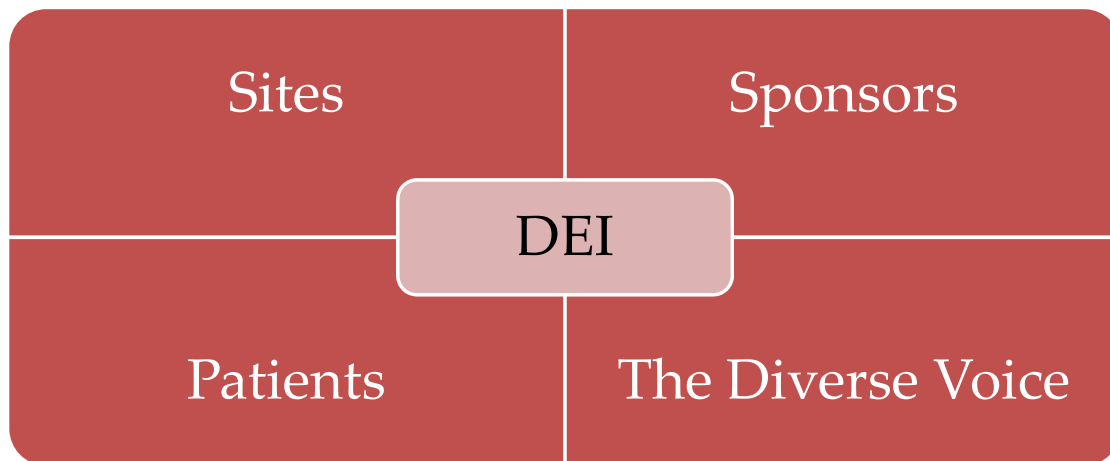 Sites
Sponsors
DEI
Patients
The Diverse Voice